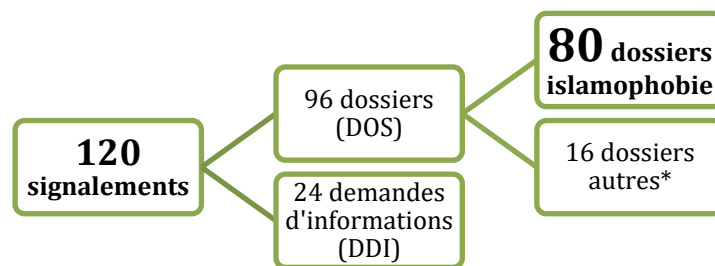 120
signalements
96 dossiers
(DOS)
24 demandes
d'informations
(DDI)
80 dossiers
islamophobie
16 dossiers
autres*